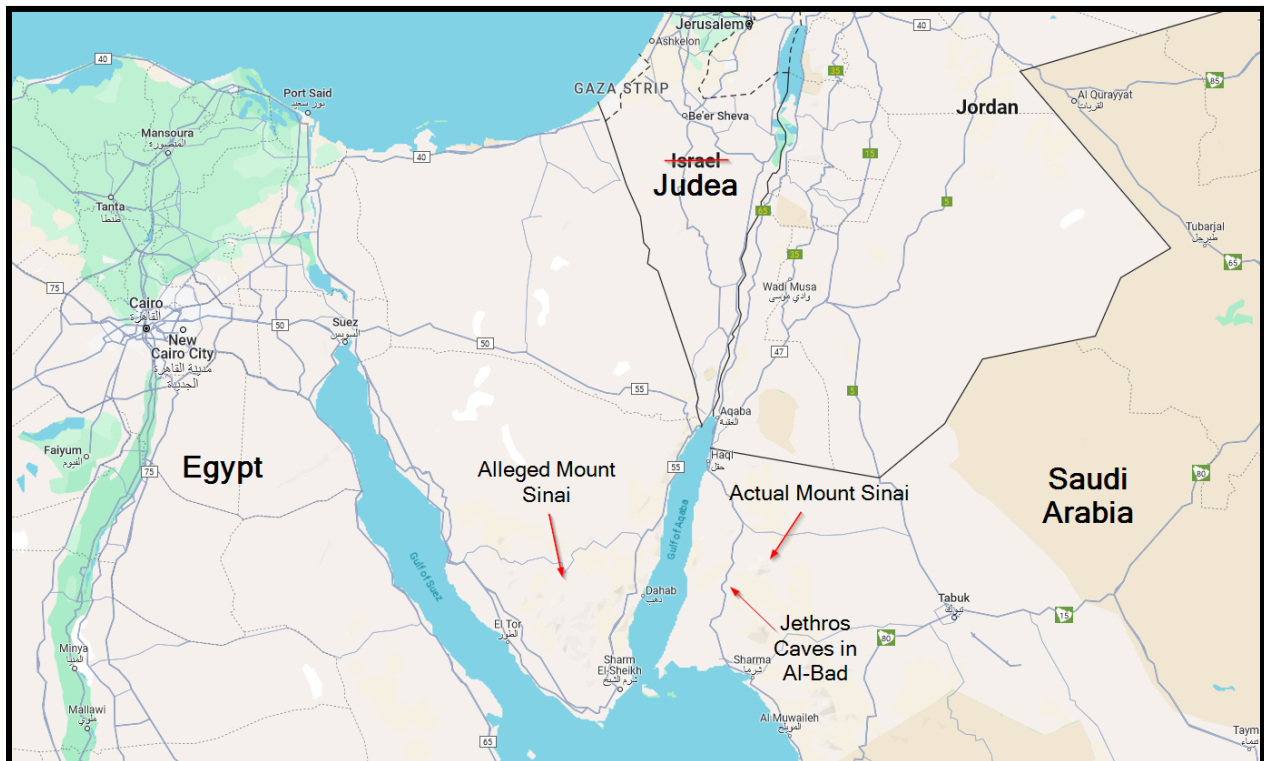 Jerusalem
40
Ashkelon
40
85
Port Said
بور سعيد
GAZA STRIP
35
Al Qurayyat
القريات
Jordan
Be'er Sheva
Mansoura
المنصورة
40
15
Israel
Judea
Tanta
طنطا
65
5
Tubarjal
طبرجل
35
65
75
Wadi Musa
وادي موسى
Cairo
القاهرة
Suez
السويس
50
New
Cairo City
مدينة القاهرة
الجديدة
50
47
55
5
Aqaba
العقبة
Faiyum
الفيوم
75
Egypt
Alleged Mount
Sinai
55
Haql
حقل
Actual Mount Sinai
80
Saudi
Arabia
Gulf of Aqaba
Gulf of Suez
Dahab
دهب
Tabuk
تبوك
15
El Tor
الطور
Jethros
Caves in
Al-Bad
80
Minya
المنيا
Sharm
El-Sheikh
شرم الشيخ
Sharma
شرما
Mallawi
ملوي
65
Al Muwaileh
المويلح
Taym